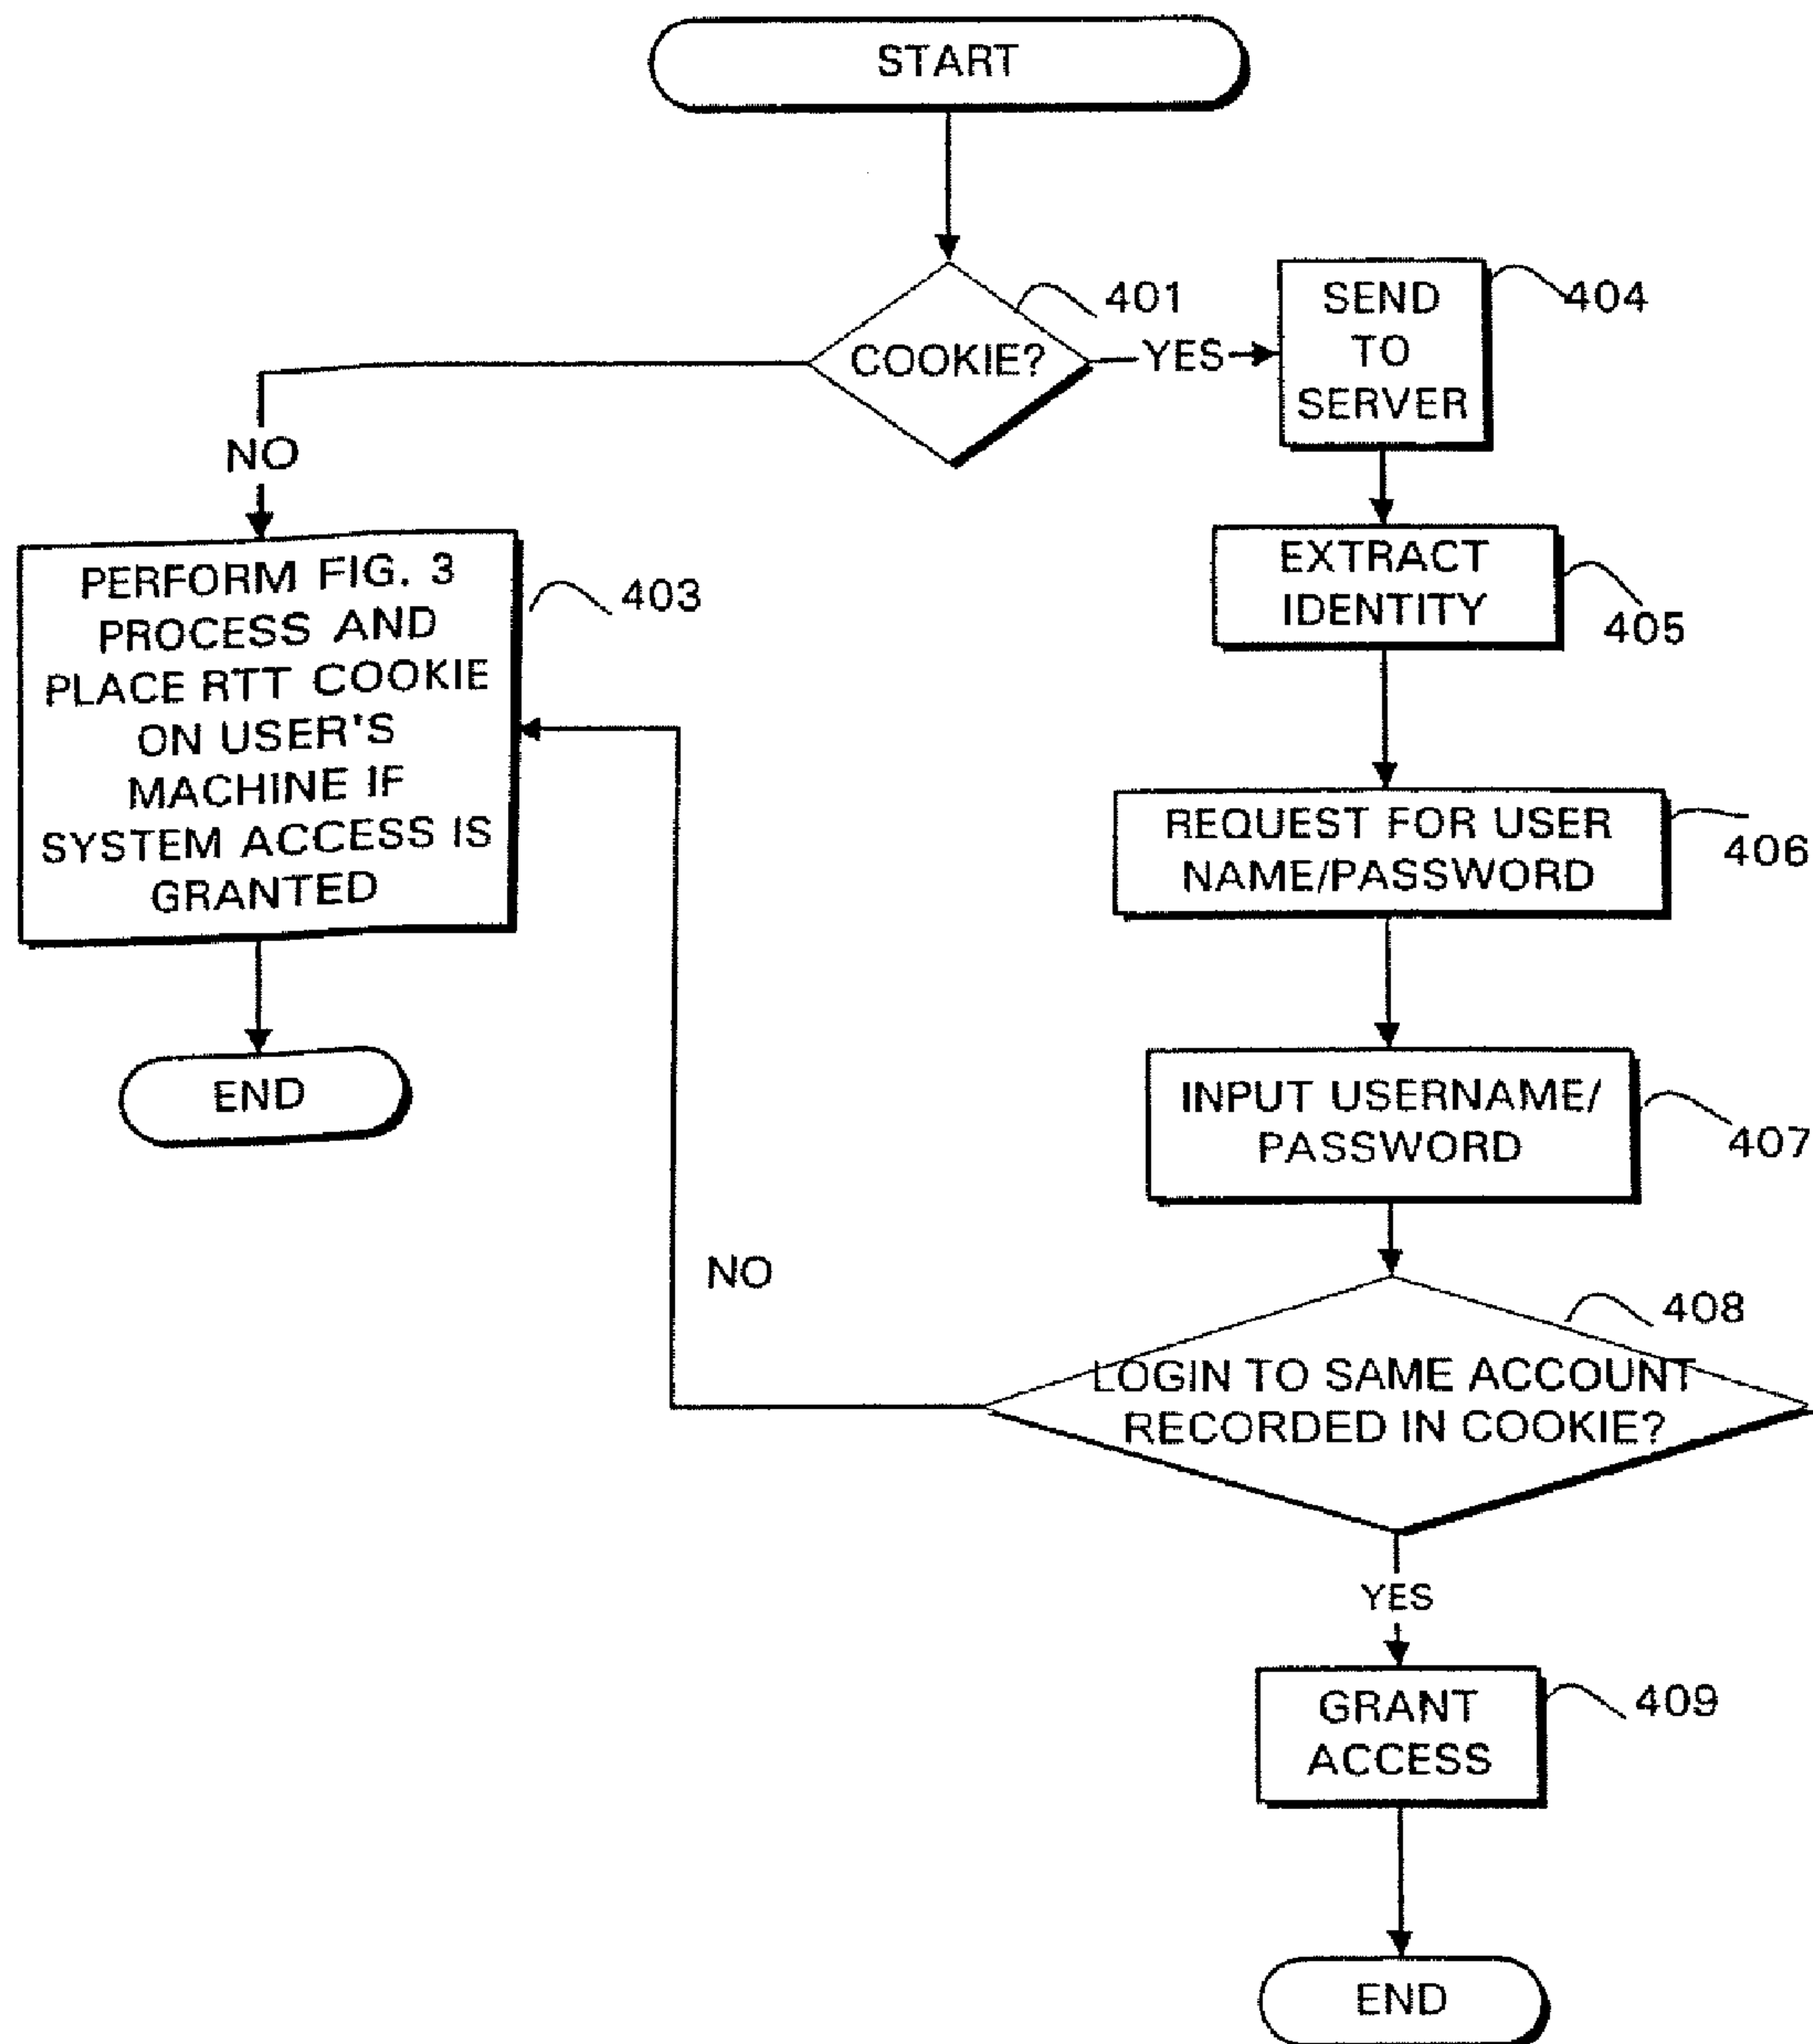 START
COOKIE?
401
YES
SEND
TO
SERVER
404
NO
PERFORM FIG. 3
PROCESS AND
PLACE RTT COOKIE
ON USER'S
MACHINE IF
SYSTEM ACCESS IS
GRANTED
403
END
EXTRACT
IDENTITY
405
REQUEST FOR USER
NAME/PASSWORD
406
INPUT USERNAME/
PASSWORD
407
NO
LOGIN TO SAME ACCOUNT
RECORDED IN COOKIE?
408
YES
GRANT
ACCESS
409
END